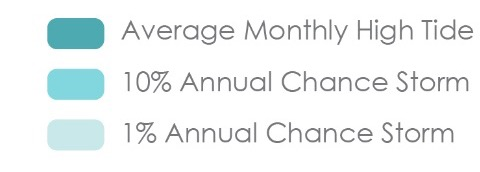 Average Monthly High Tide
10% Annual Chance Storm
1% Annual Chance Storm